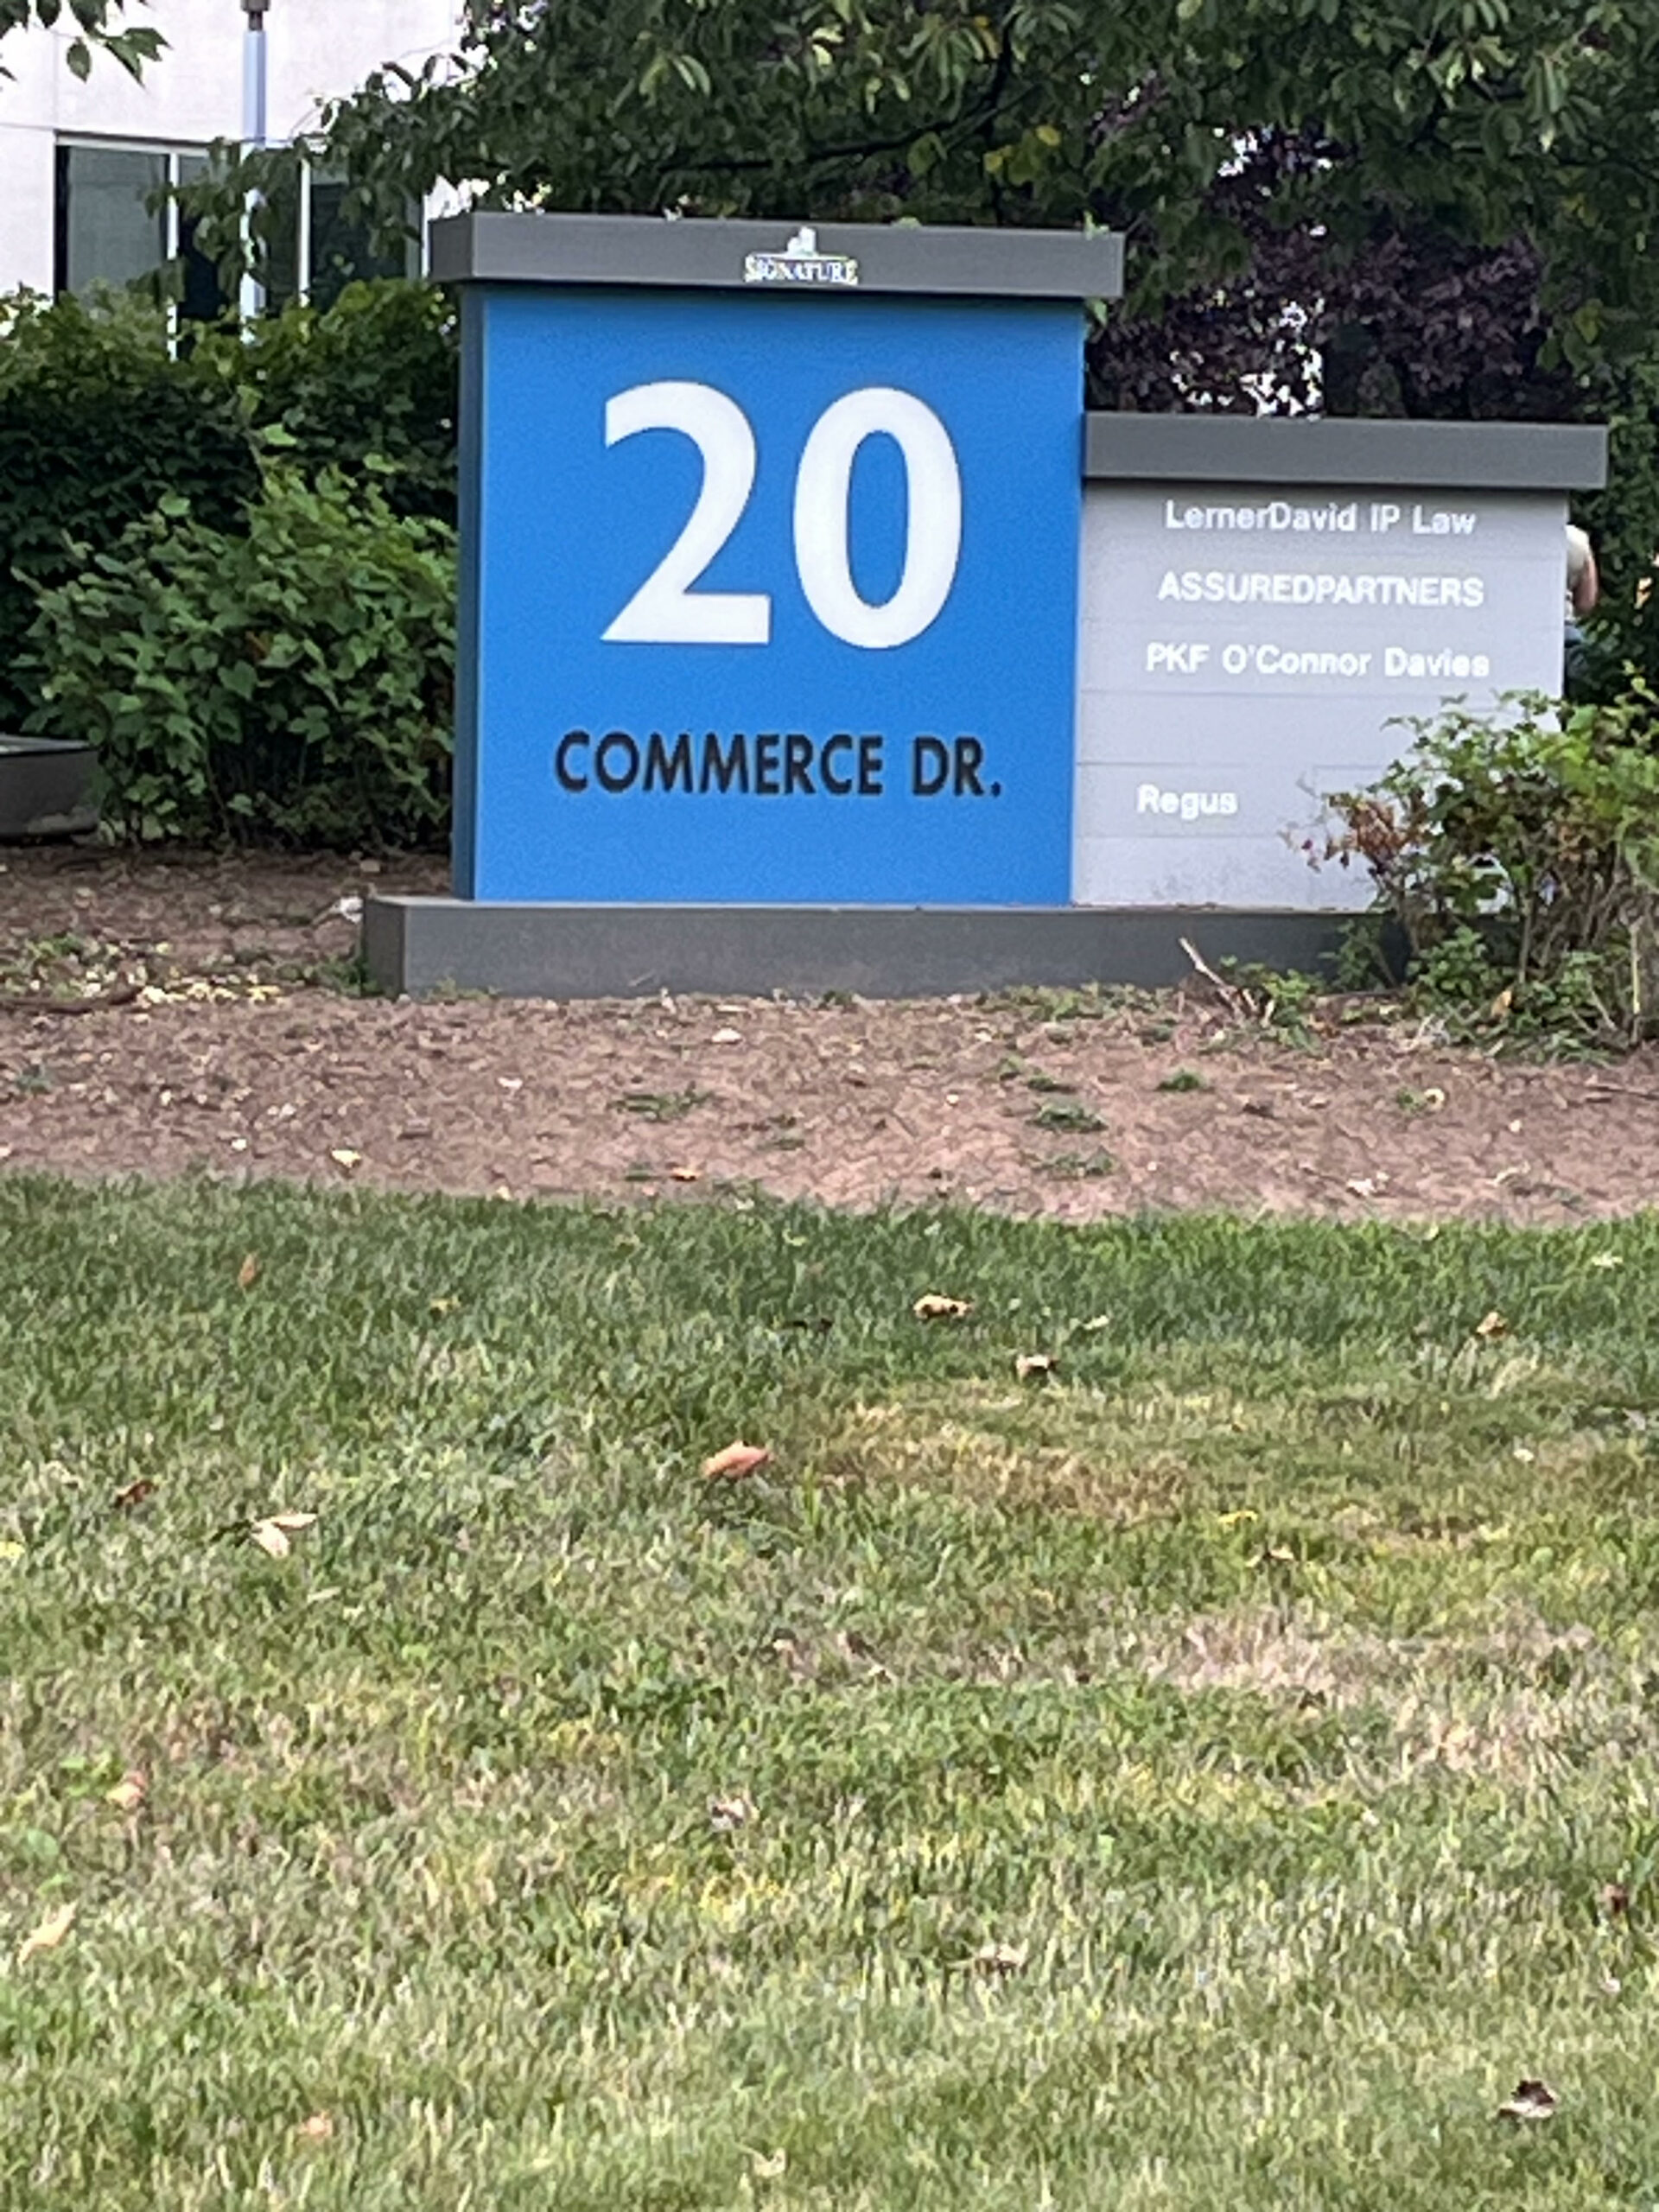 SIGNATURE
20
COMMERCE DR.
LernerDavid IP Law
ASSUREDPARTNERS
PKF O'Connor Davies
Regus